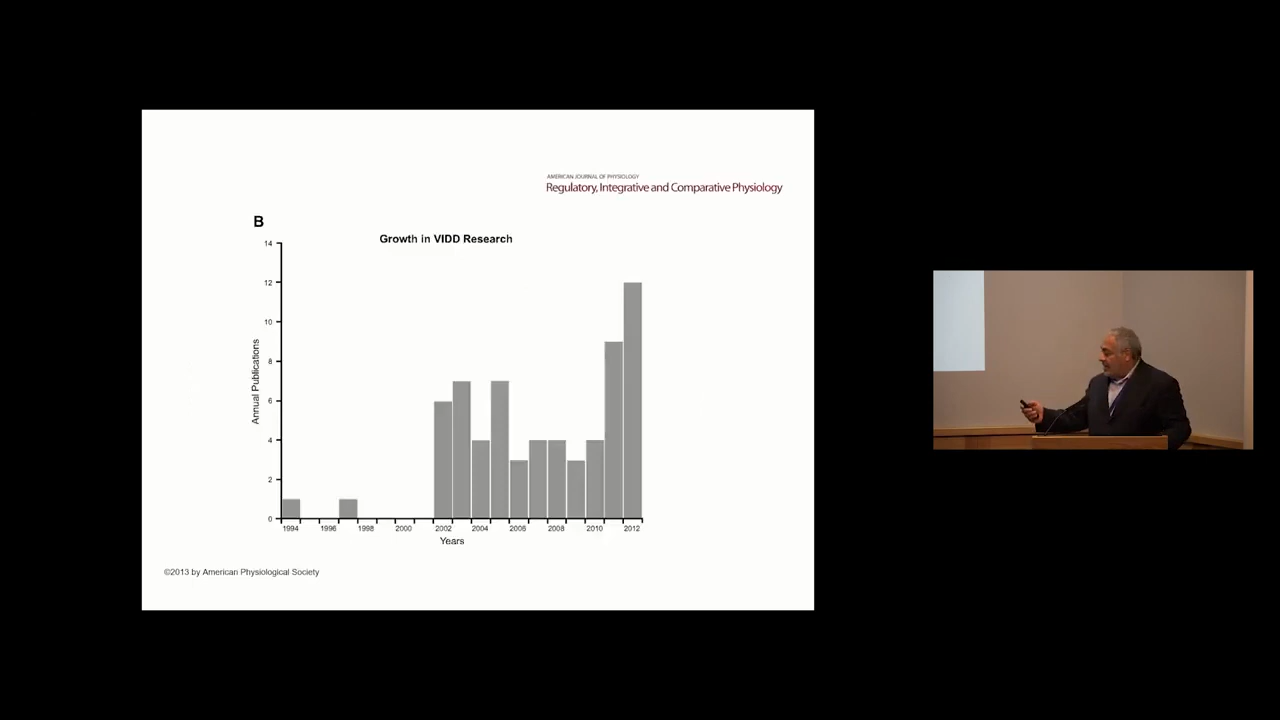 AMERICAN JOURNAL OF PHYSIOLOGY
Regulatory, Integrative and Comparative Physiology
B
Growth in VIDD Research
14
12
10
8
6
4
2
0
Annual Publications
1994 1996 1998 2000 2002 2004 2006 2008 2010 2012
Years
©2013 by American Physiological Society